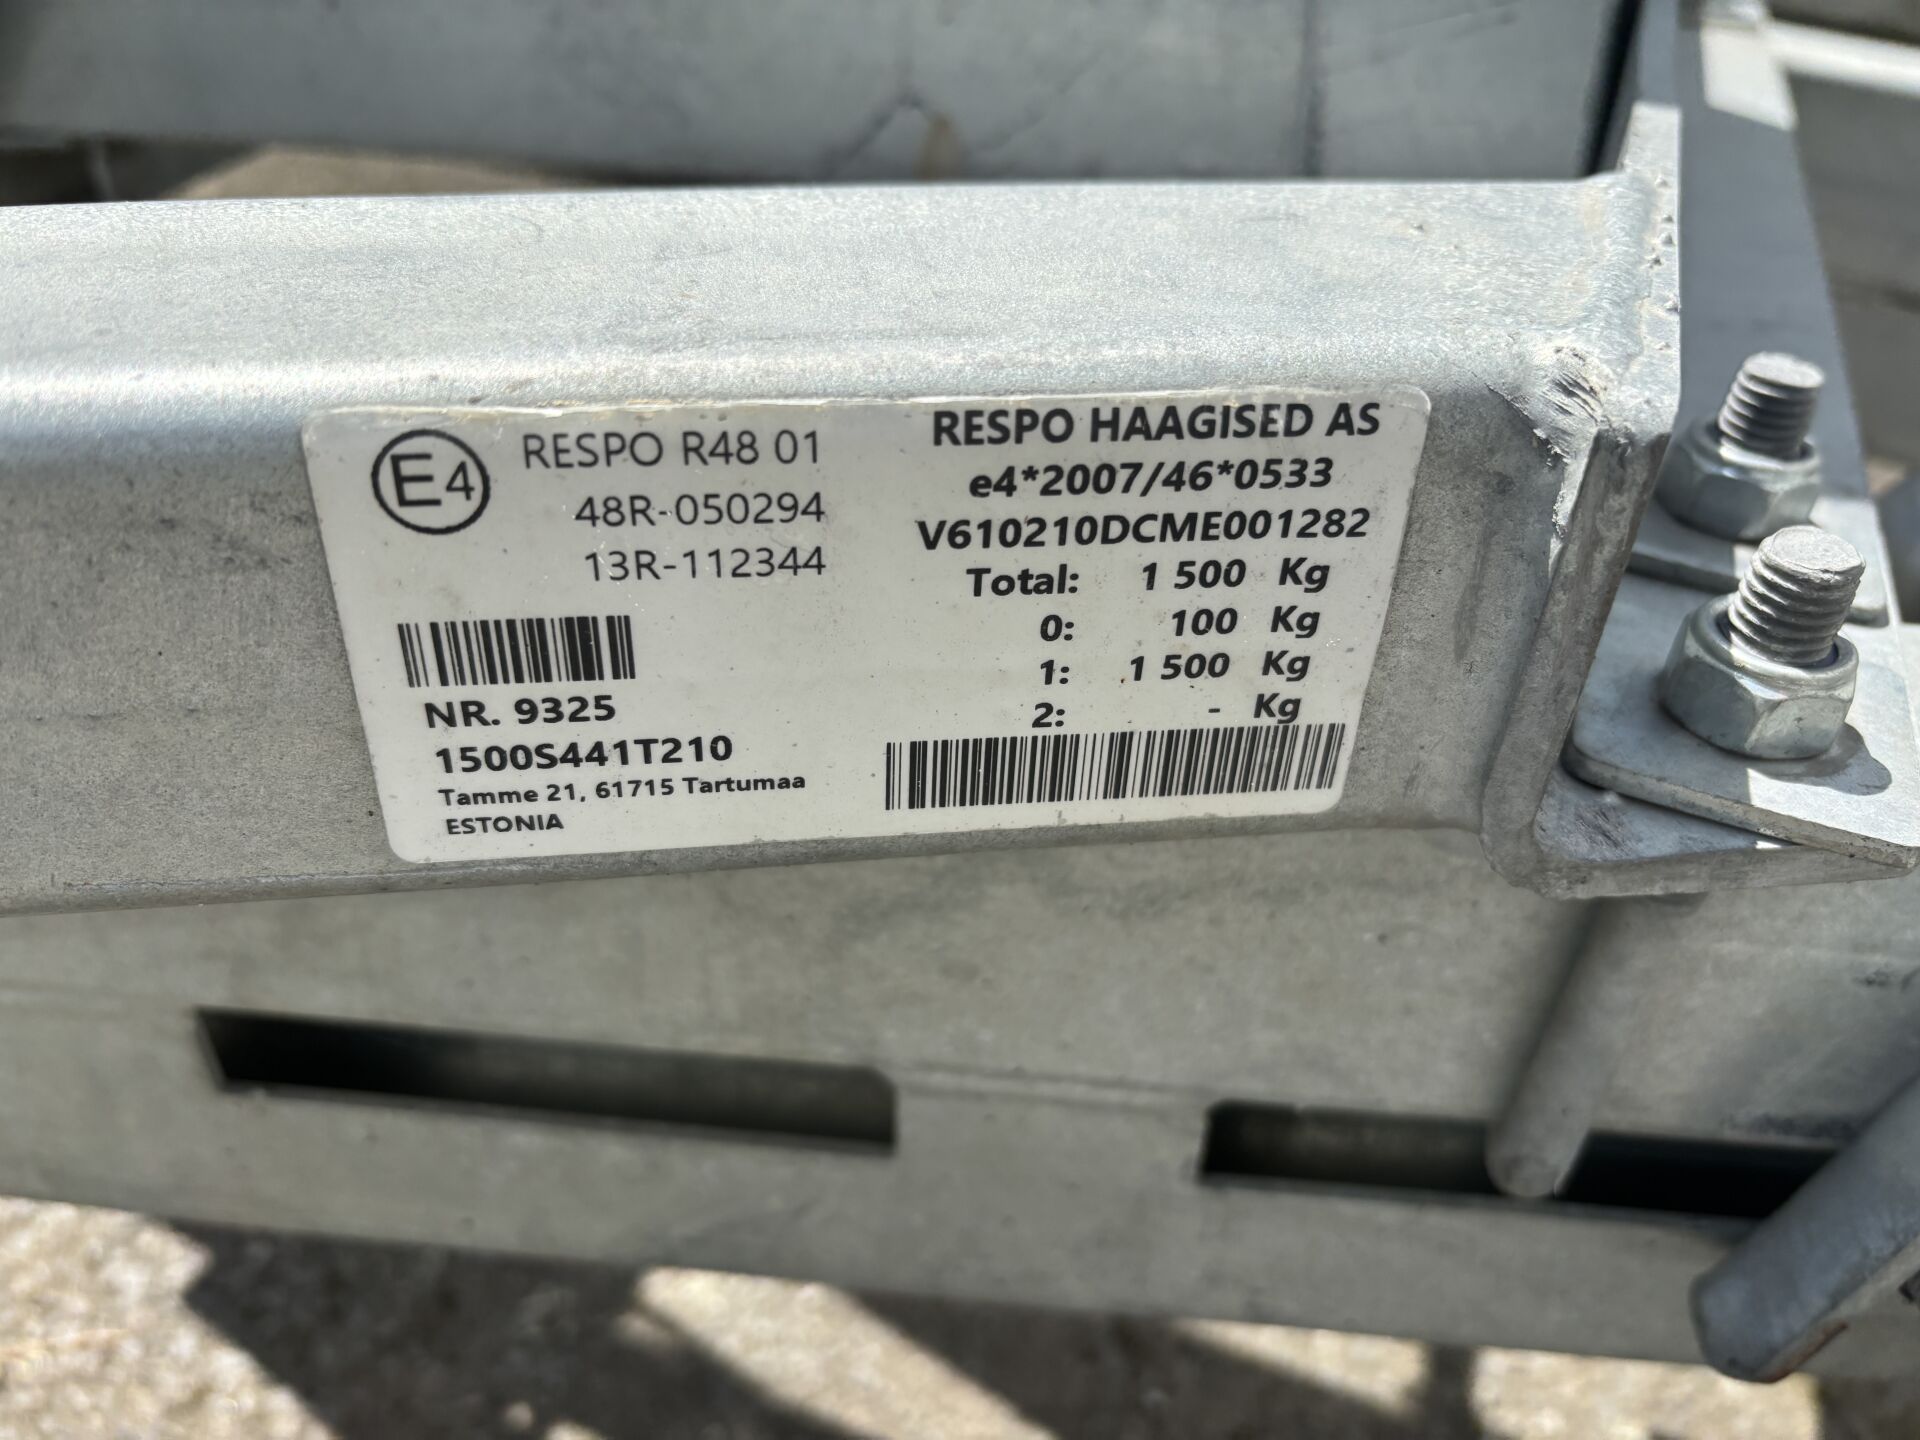 E4
RESPO R48 01
48R-050294
13R-112344
NR. 9325
1500S441T210
Tamme 21, 61715 Tartumaa
ESTONIA
RESPO HAAGISED AS
e4*2007/46*0533
V610210DCME001282
Total: 1 500 Kg
0: 100 Kg
1: 1 500 Kg
2: - Kg